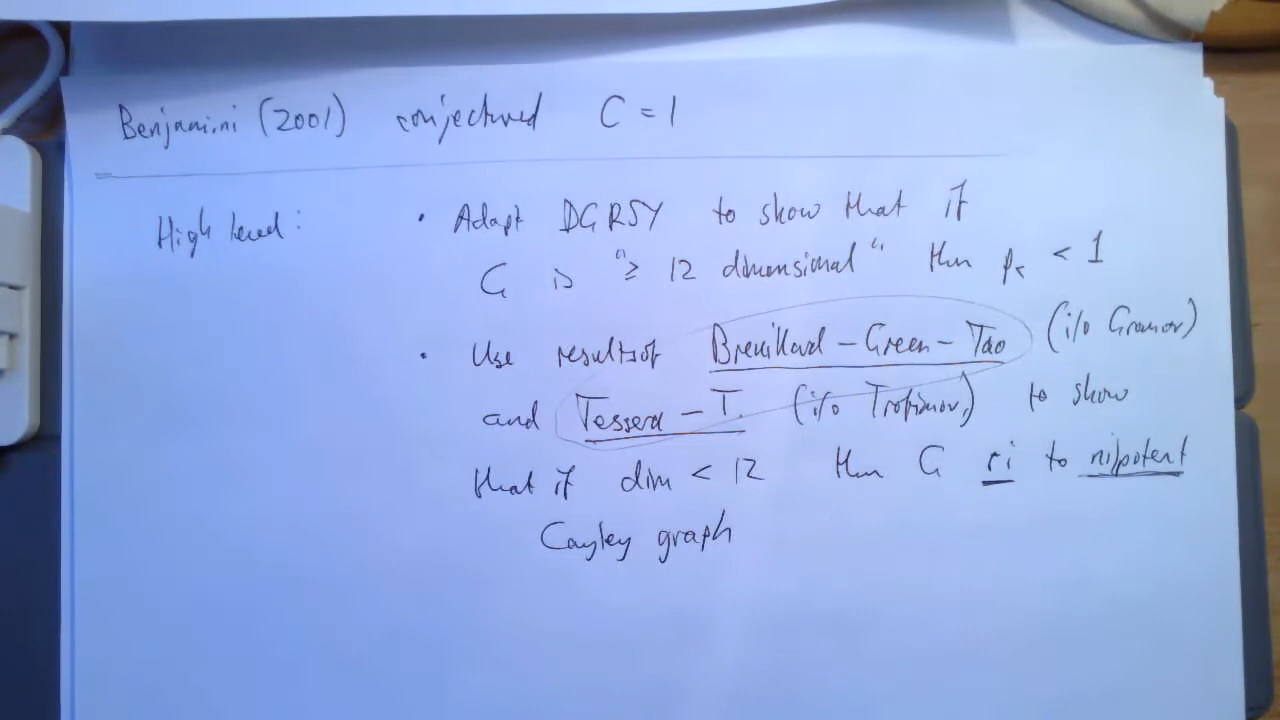 Benjamini (2001) conjectured C = 1
High level: • Adapt DGRSY to show that if
G is "≥ 12 dimensional" then pc < 1
• Use results of Breuillard – Green – Tao (i/o Gromov)
and Tessera – T. (i/o Trofimov) to show
that if dim < 12 then G ri to nilpotent
Cayley graph